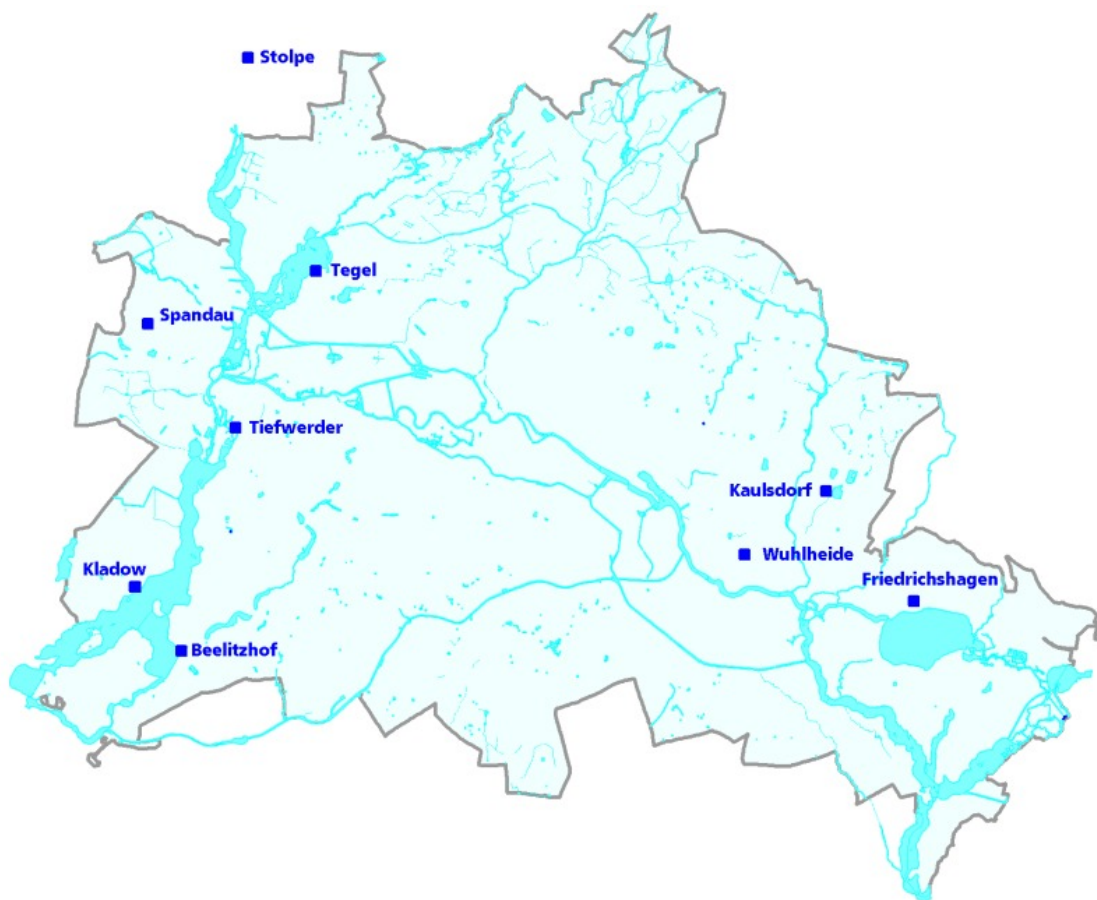 Stolpe
Tegel
Spandau
Tiefwerder
Kaulsdorf
Wuhlheide
Kladow
Friedrichshagen
Beelitzhof